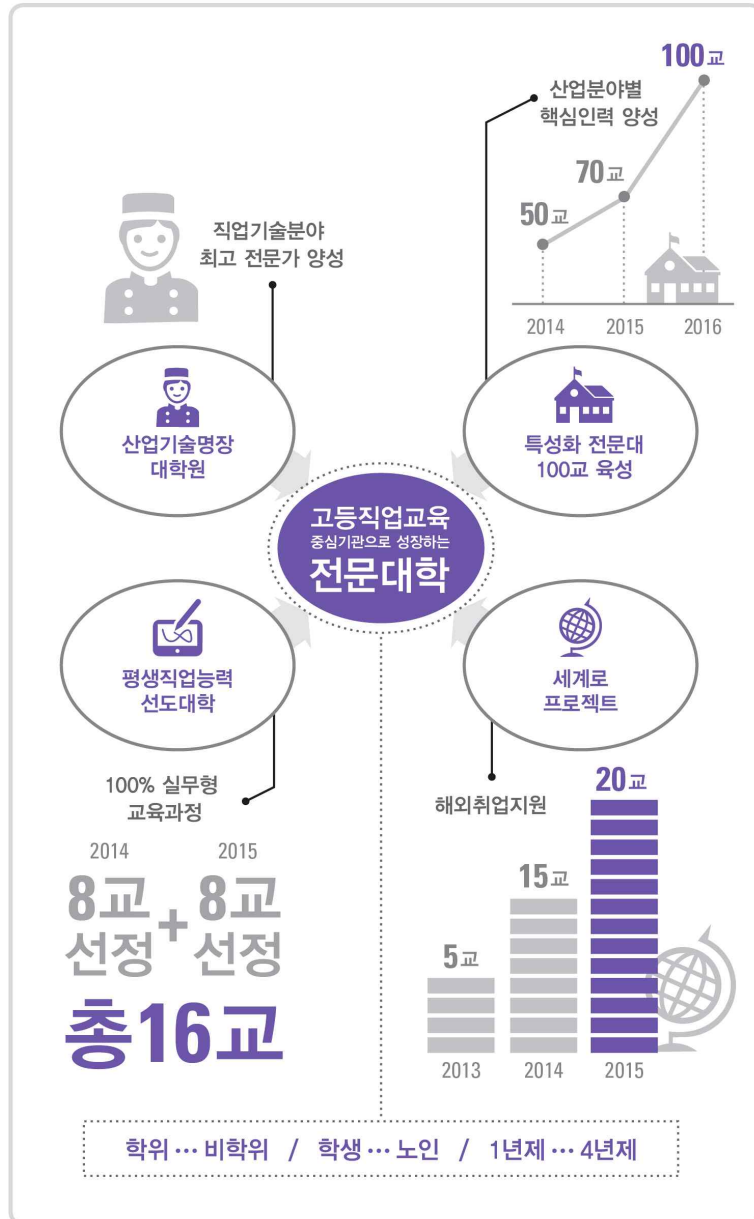 직업기술분야
최고 전문가 양성
산업분야별
핵심인력 양성
100교
70교
50교
2014 2015 2016
산업기술명장
대학원
특성화 전문대
100교 육성
고등직업교육
중심기관으로 성장하는
전문대학
평생직업능력
선도대학
세계로
프로젝트
100% 실무형
교육과정
2014 2015
8교 + 8교
선정 선정
총16교
해외취업지원
20교
15교
5교
2013 2014 2015
학위 … 비학위 / 학생 … 노인 / 1년제 … 4년제